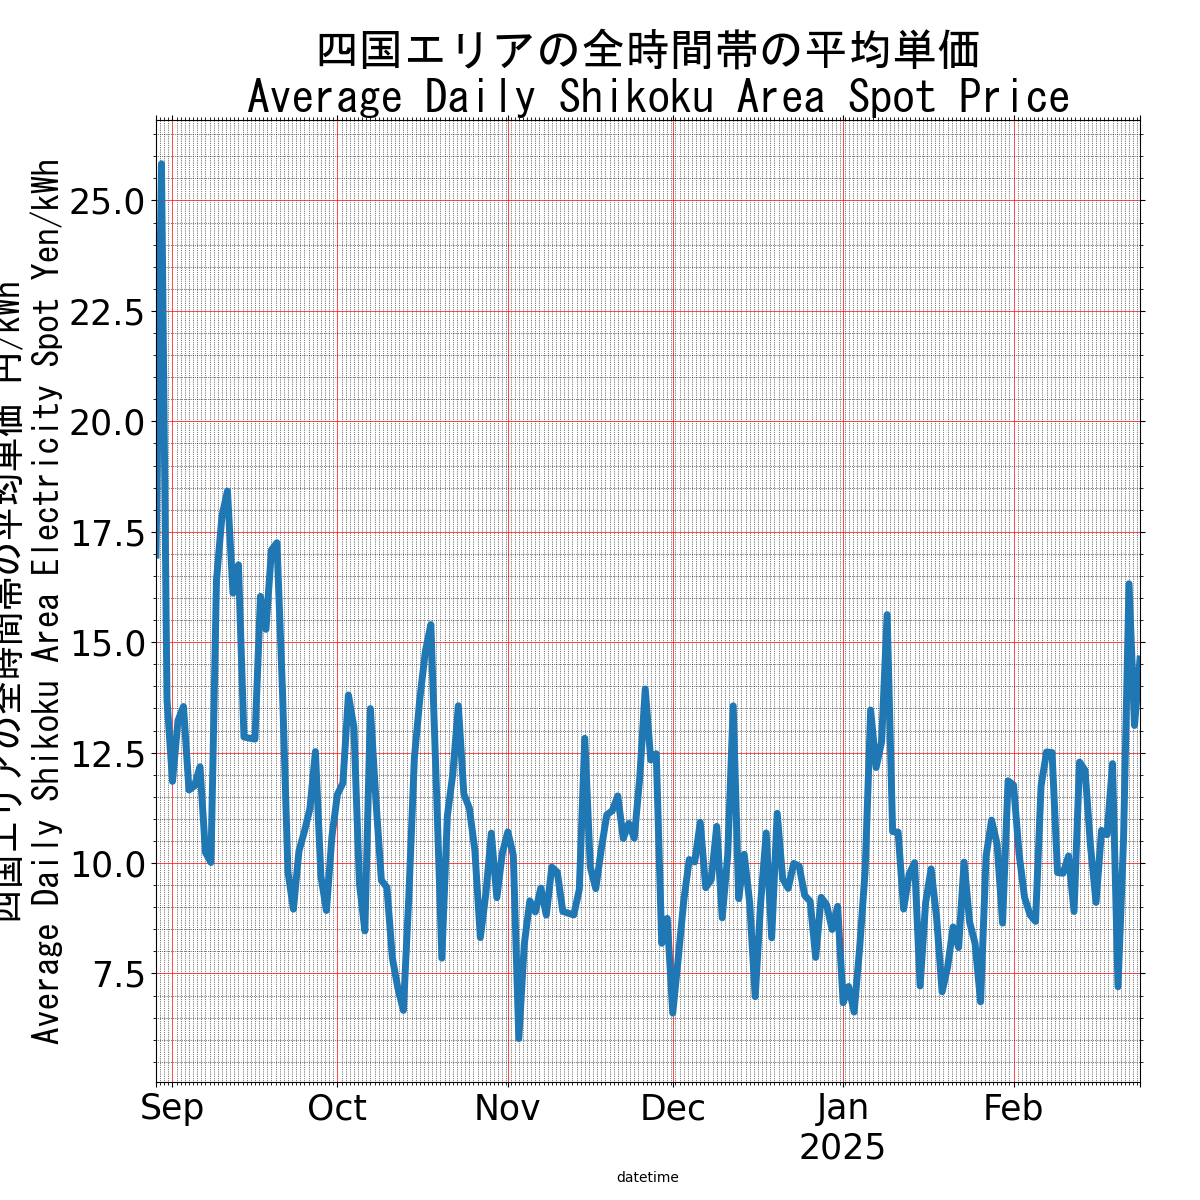 四国エリアの全時間帯の平均単価
Average Daily Shikoku Area Spot Price
四国エリアの全時間帯の平均単価 円/kWh
Average Daily Shikoku Area Electricity Spot Yen/kWh
25.0
22.5
20.0
17.5
15.0
12.5
10.0
7.5
Sep
Oct
Nov
Dec
Jan
2025
Feb
datetime